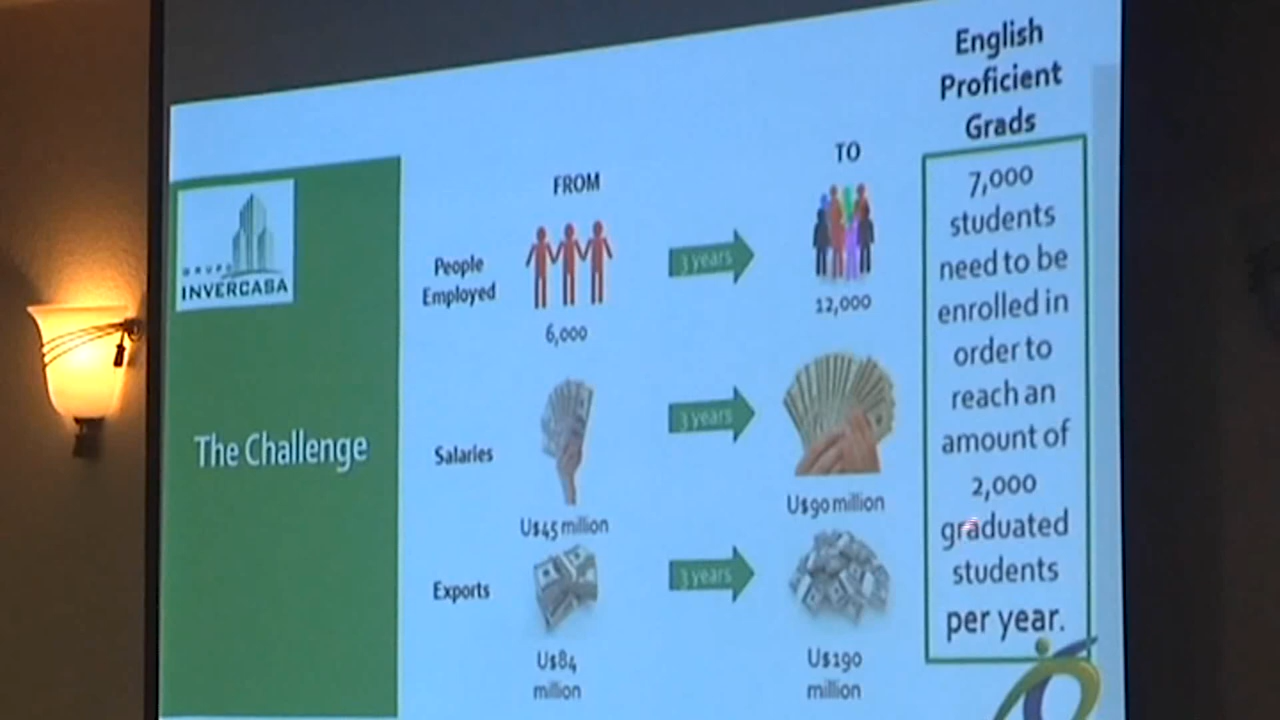 English
Proficient
Grads
GRUPO
INVERCASA
The Challenge
FROM
TO
People
Employed
6,000
3 years
12,000
Salaries
U$45 million
3 years
U$90 million
Exports
U$84
million
3 years
U$190
million
7,000
students
need to be
enrolled in
order to
reach an
amount of
2,000
graduated
students
per year.